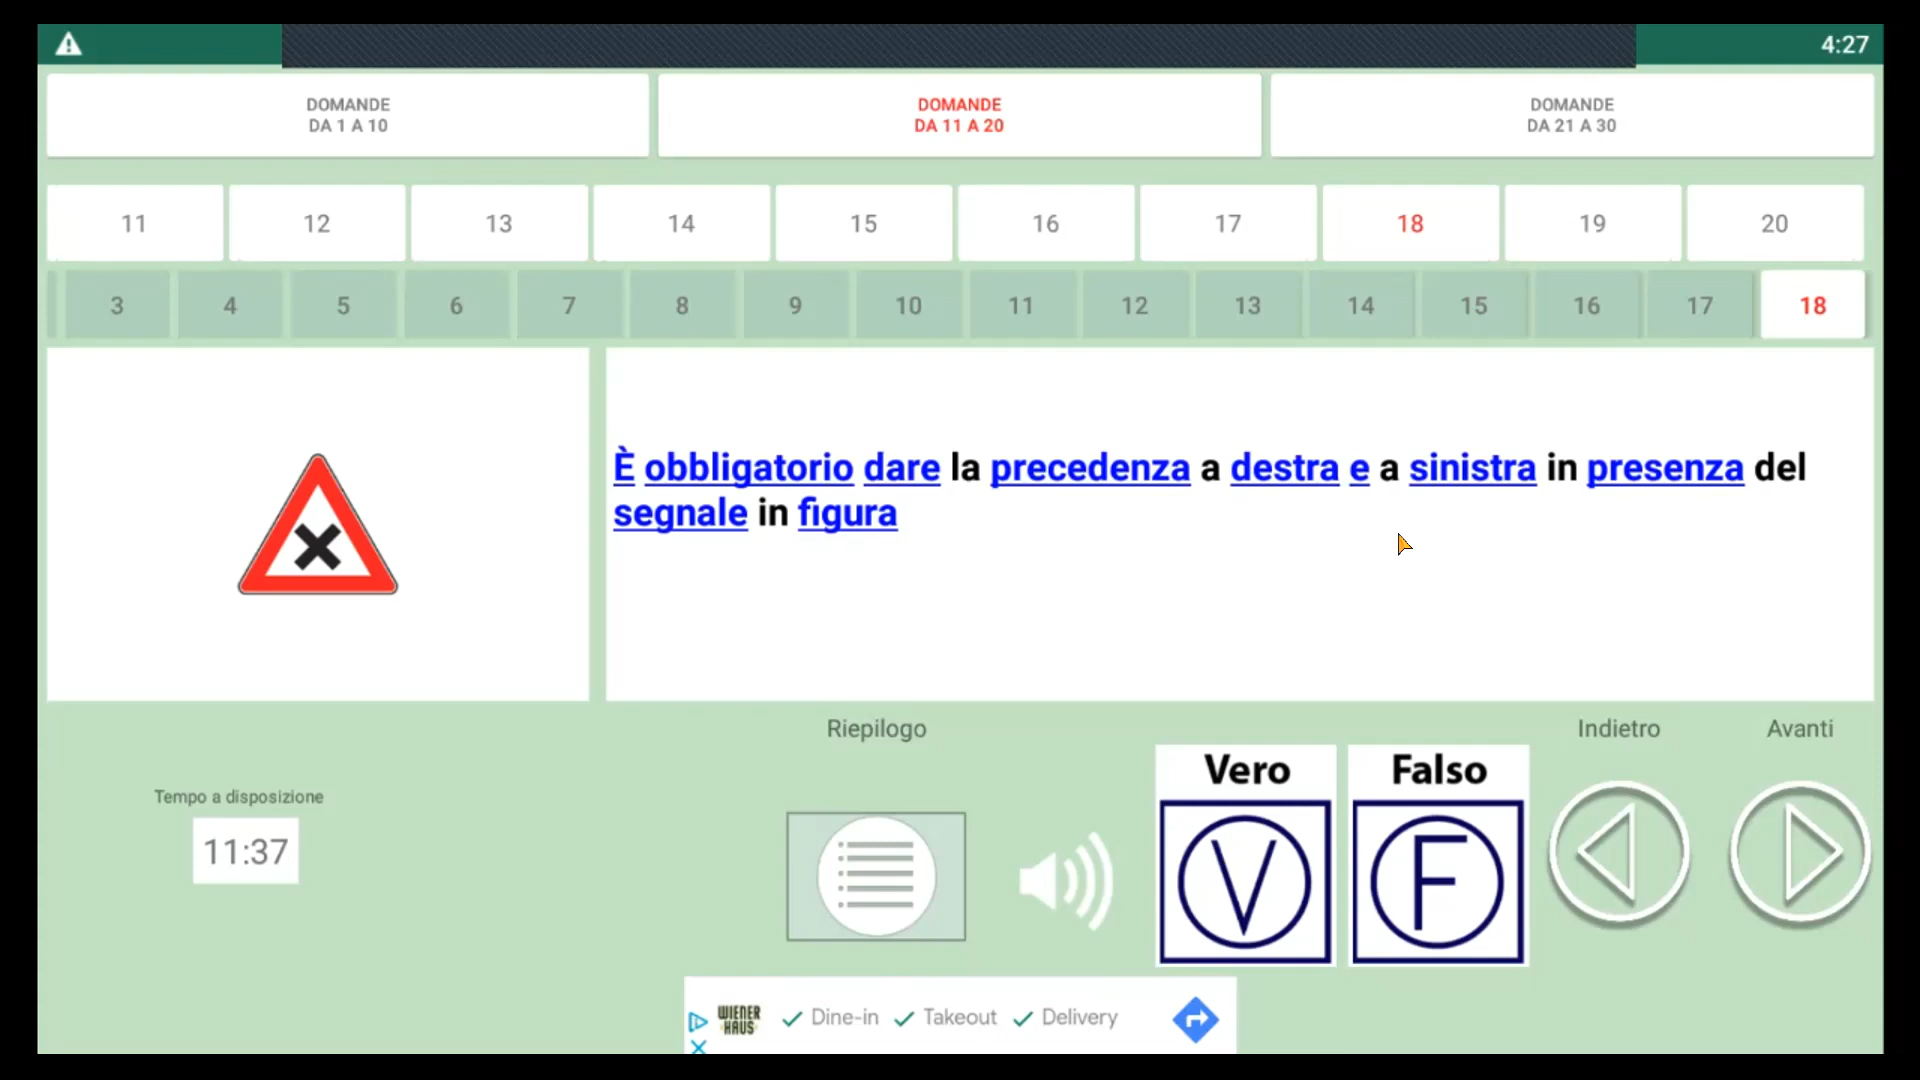 4:27
DOMANDE
DA 1 A 10
DOMANDE
DA 11 A 20
DOMANDE
DA 21 A 30
11 12 13 14 15 16 17 18 19 20
3 4 5 6 7 8 9 10 11 12 13 14 15 16 17 18
È obbligatorio dare la precedenza a destra e a sinistra in presenza del
segnale in figura
Riepilogo
Indietro
Avanti
Tempo a disposizione
11:37
Vero
Falso
V
F
WIENER
HAUS
Dine-in Takeout Delivery